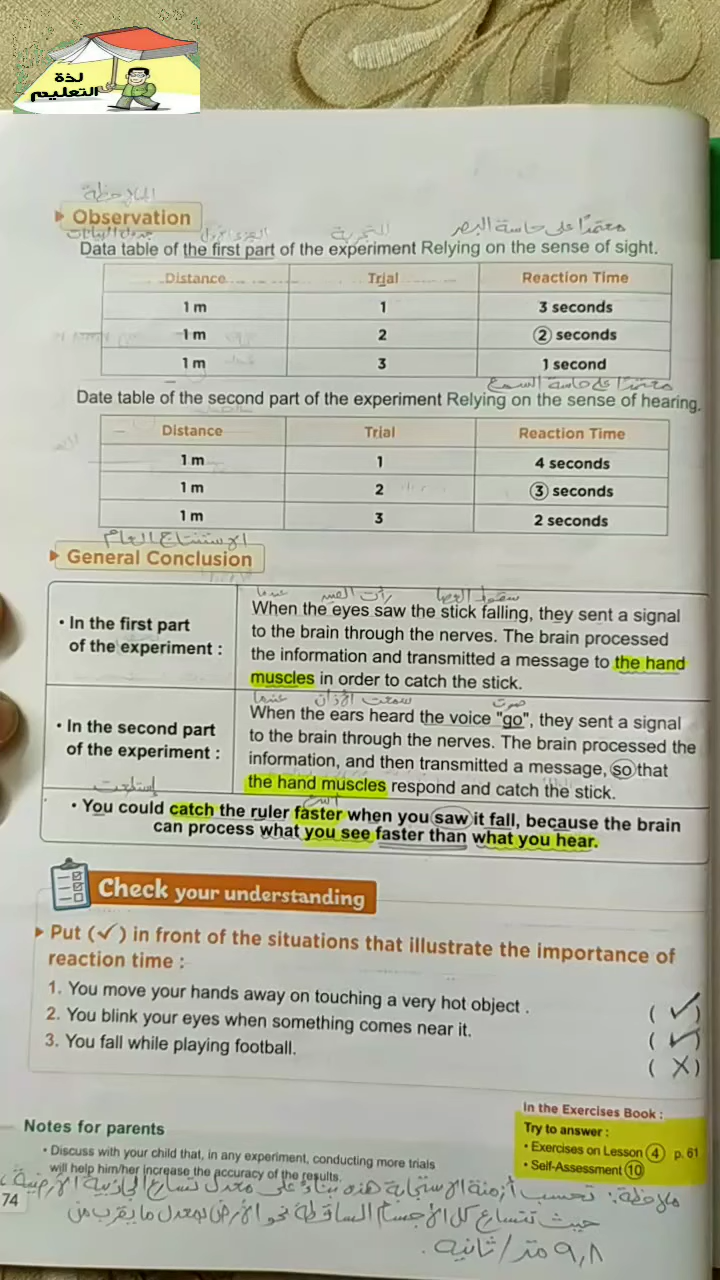 لذة
التعليم
الملاحظة
Observation
معتمدًا على حاسة البصر
التجربة
الجزء الأول
جدول البيانات
Data table of the first part of the experiment Relying on the sense of sight.
Distance Trial Reaction Time
1 m 1 3 seconds
1 m 2 2 seconds
1 m 3 1 second
معتمدًا على حاسة السمع
Date table of the second part of the experiment Relying on the sense of hearing.
Distance Trial Reaction Time
1 m 1 4 seconds
1 m 2 3 seconds
1 m 3 2 seconds
الاستنتاج العام
General Conclusion
عندما رأت العين سقوط العصا
• In the first part
of the experiment :
When the eyes saw the stick falling, they sent a signal
to the brain through the nerves. The brain processed
the information and transmitted a message to the hand
muscles in order to catch the stick.
عندما سمعت الأذان صوت
• In the second part
of the experiment :
When the ears heard the voice "go", they sent a signal
to the brain through the nerves. The brain processed the
information, and then transmitted a message, so that
the hand muscles respond and catch the stick.
إستطعت أسرع
• You could catch the ruler faster when you saw it fall, because the brain
can process what you see faster than what you hear.
Check your understanding
Put (✓) in front of the situations that illustrate the importance of
reaction time :
1. You move your hands away on touching a very hot object . (✓)
2. You blink your eyes when something comes near it. (✓)
3. You fall while playing football. (X)
In the Exercises Book :
Try to answer :
• Exercises on Lesson 4 p. 61
• Self-Assessment 10
Notes for parents
• Discuss with your child that, in any experiment, conducting more trials
will help him/her increase the accuracy of the results.
74
ملاحظة: تحسب أزمنة الاستجابة هذه بناءً على معدل تسارع الجاذبية الأرضية،
حيث تتسارع كل الأجسام الساقطة نحو الأرض بمعدل ما يقرب من
٩,٨ متر/ثانية.